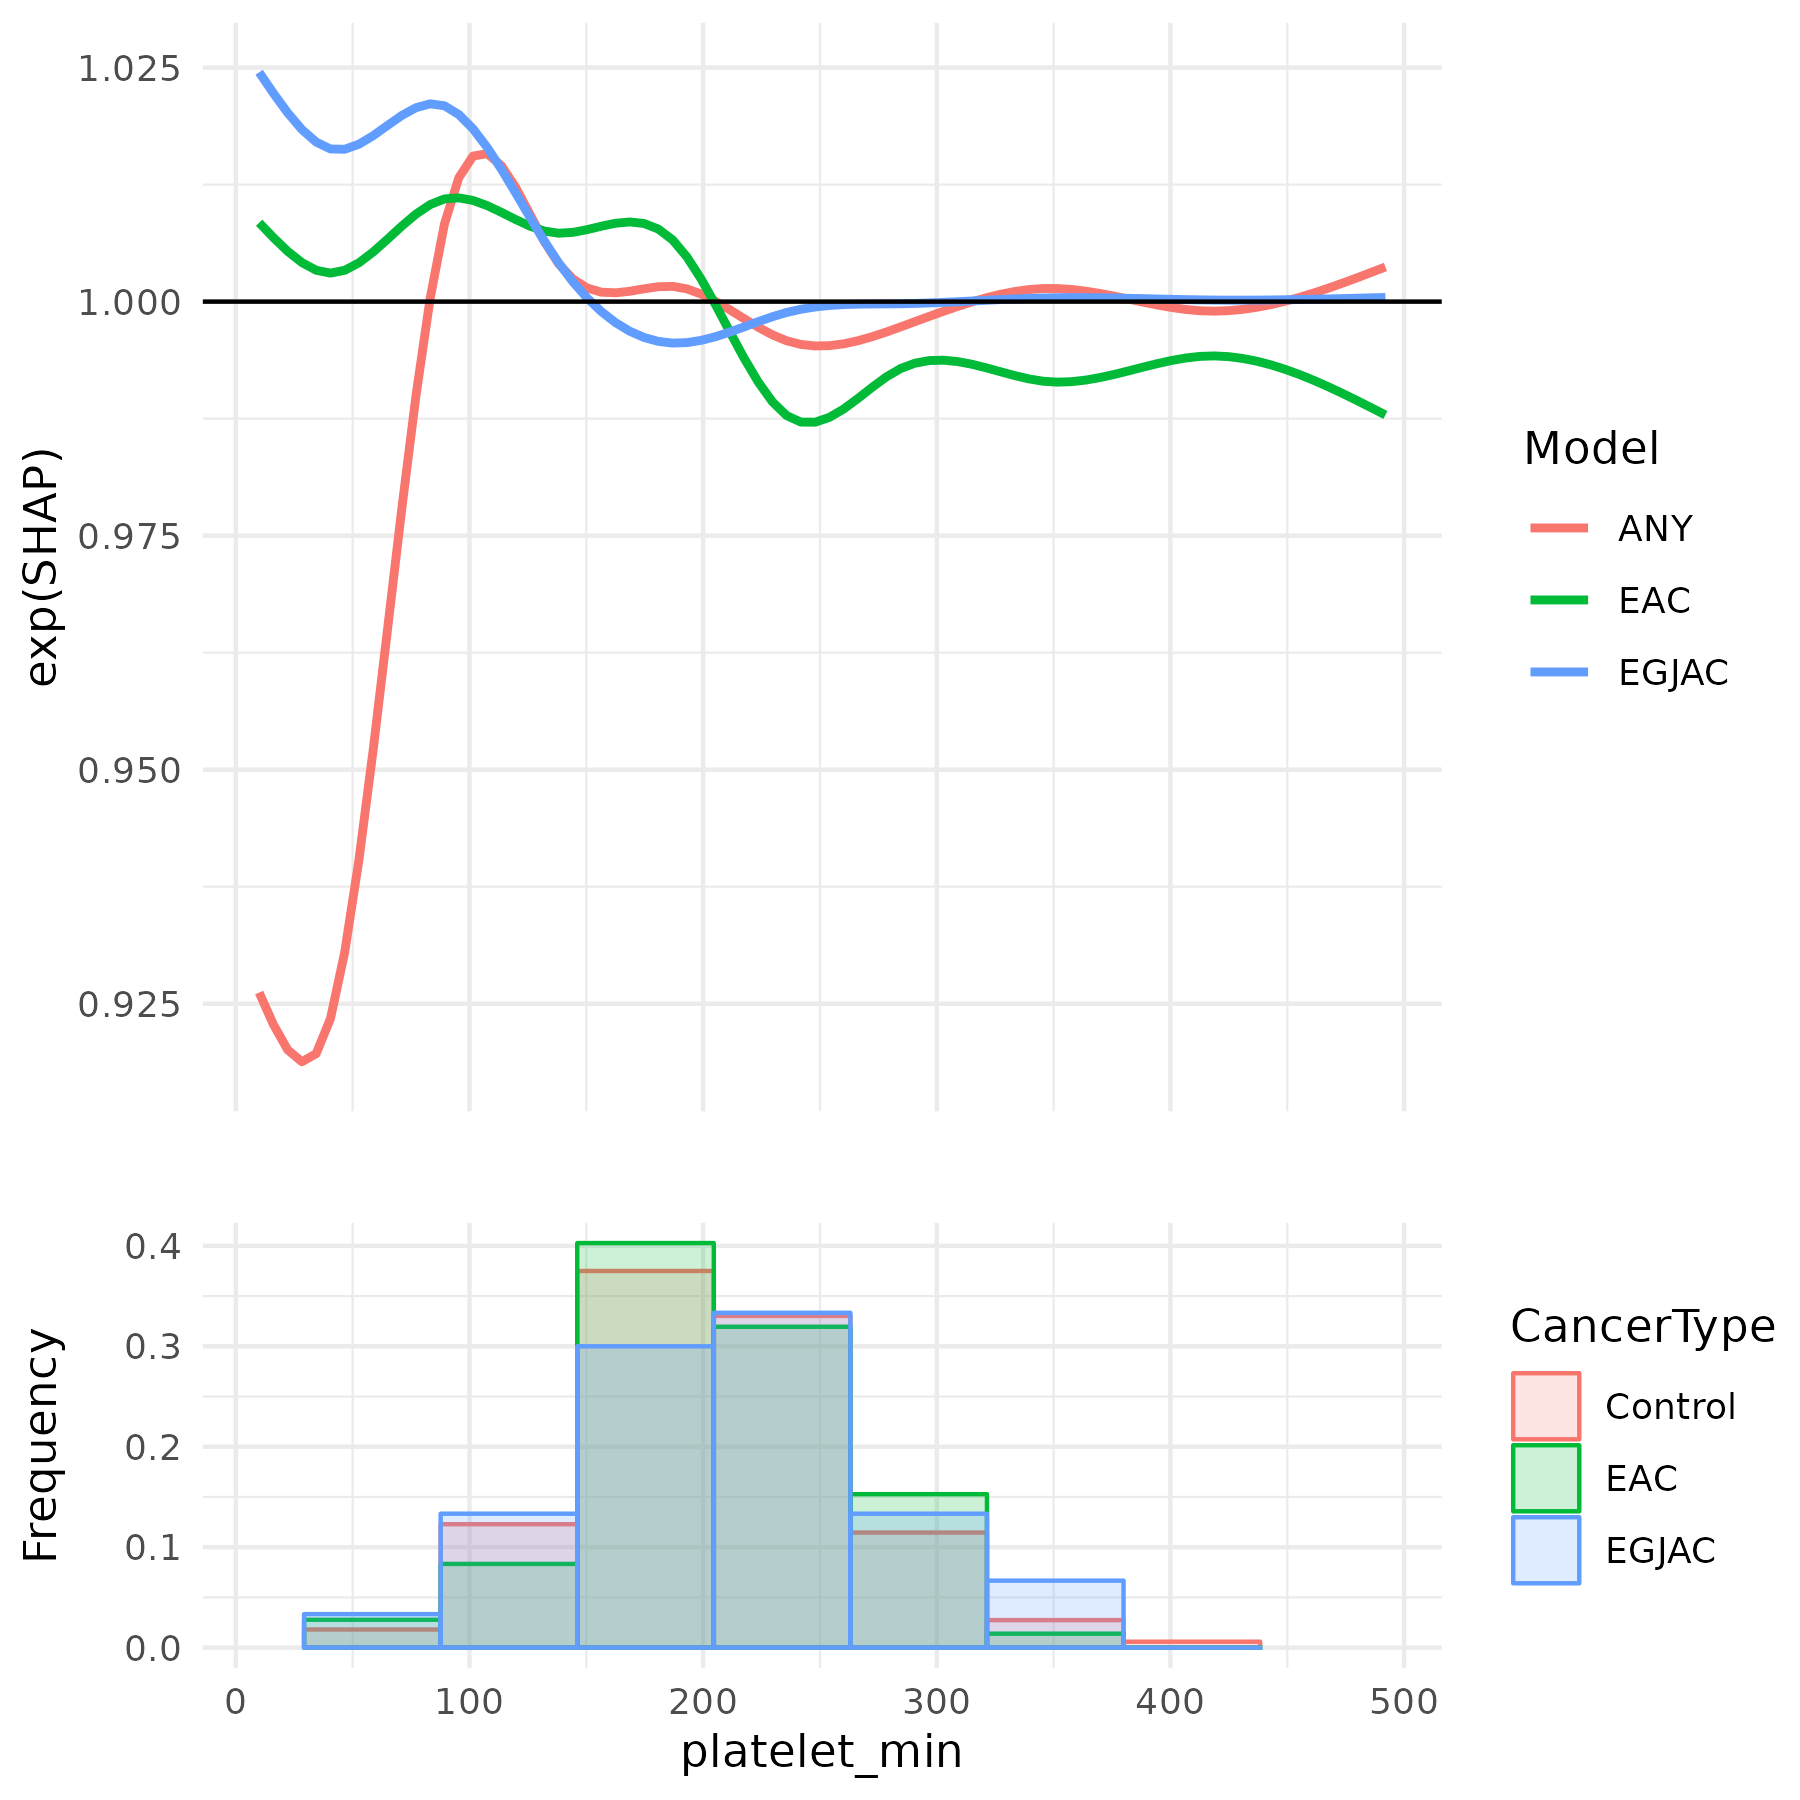 1.025
1.000
0.975
0.950
0.925
exp(SHAP)
Model
ANY
EAC
EGJAC
0.4
0.3
0.2
0.1
0.0
Frequency
0 100 200 300 400 500
platelet_min
CancerType
Control
EAC
EGJAC